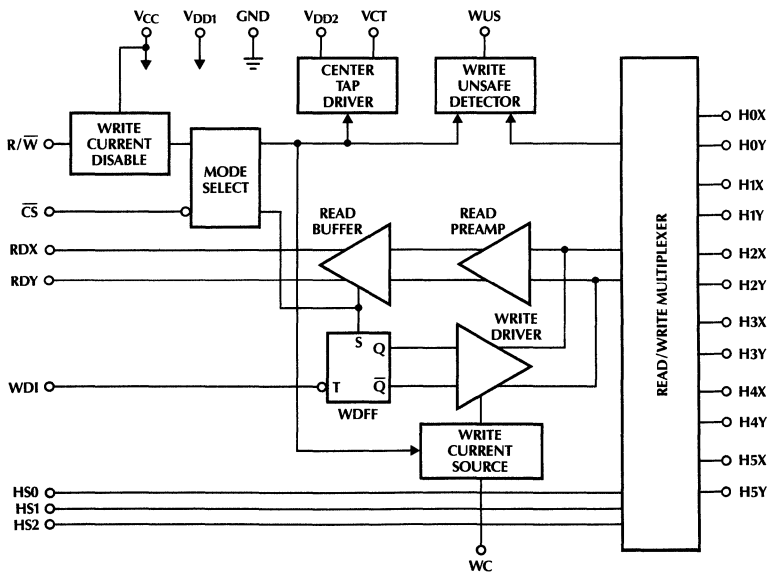 VCC
VDD1
GND
VDD2
VCT
WUS
CENTER
TAP
DRIVER
WRITE
UNSAFE
DETECTOR
R/W̅
WRITE
CURRENT
DISABLE
MODE
SELECT
C̅S̅
READ
BUFFER
READ
PREAMP
RDX
RDY
WRITE
DRIVER
S
Q
Q̅
T
WDI
WDFF
WRITE
CURRENT
SOURCE
HS0
HS1
HS2
WC
READ/WRITE MULTIPLEXER
H0X
H0Y
H1X
H1Y
H2X
H2Y
H3X
H3Y
H4X
H4Y
H5X
H5Y